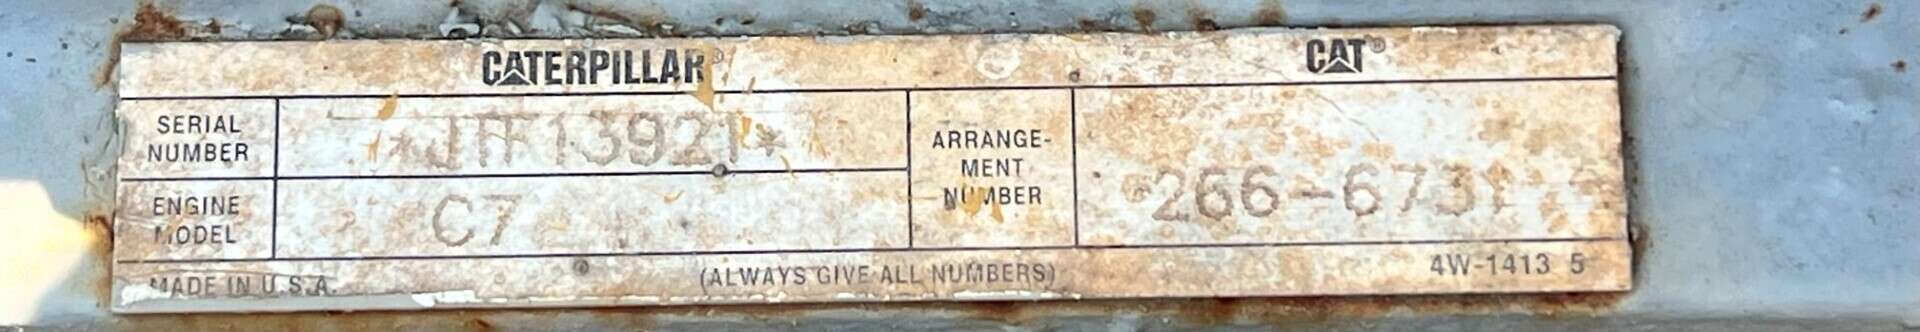 CATERPILLAR® CAT®
SERIAL NUMBER *JTF13921*
ENGINE MODEL C7
ARRANGE-
MENT
NUMBER
266-6731
MADE IN U.S.A. (ALWAYS GIVE ALL NUMBERS) 4W-1413 5